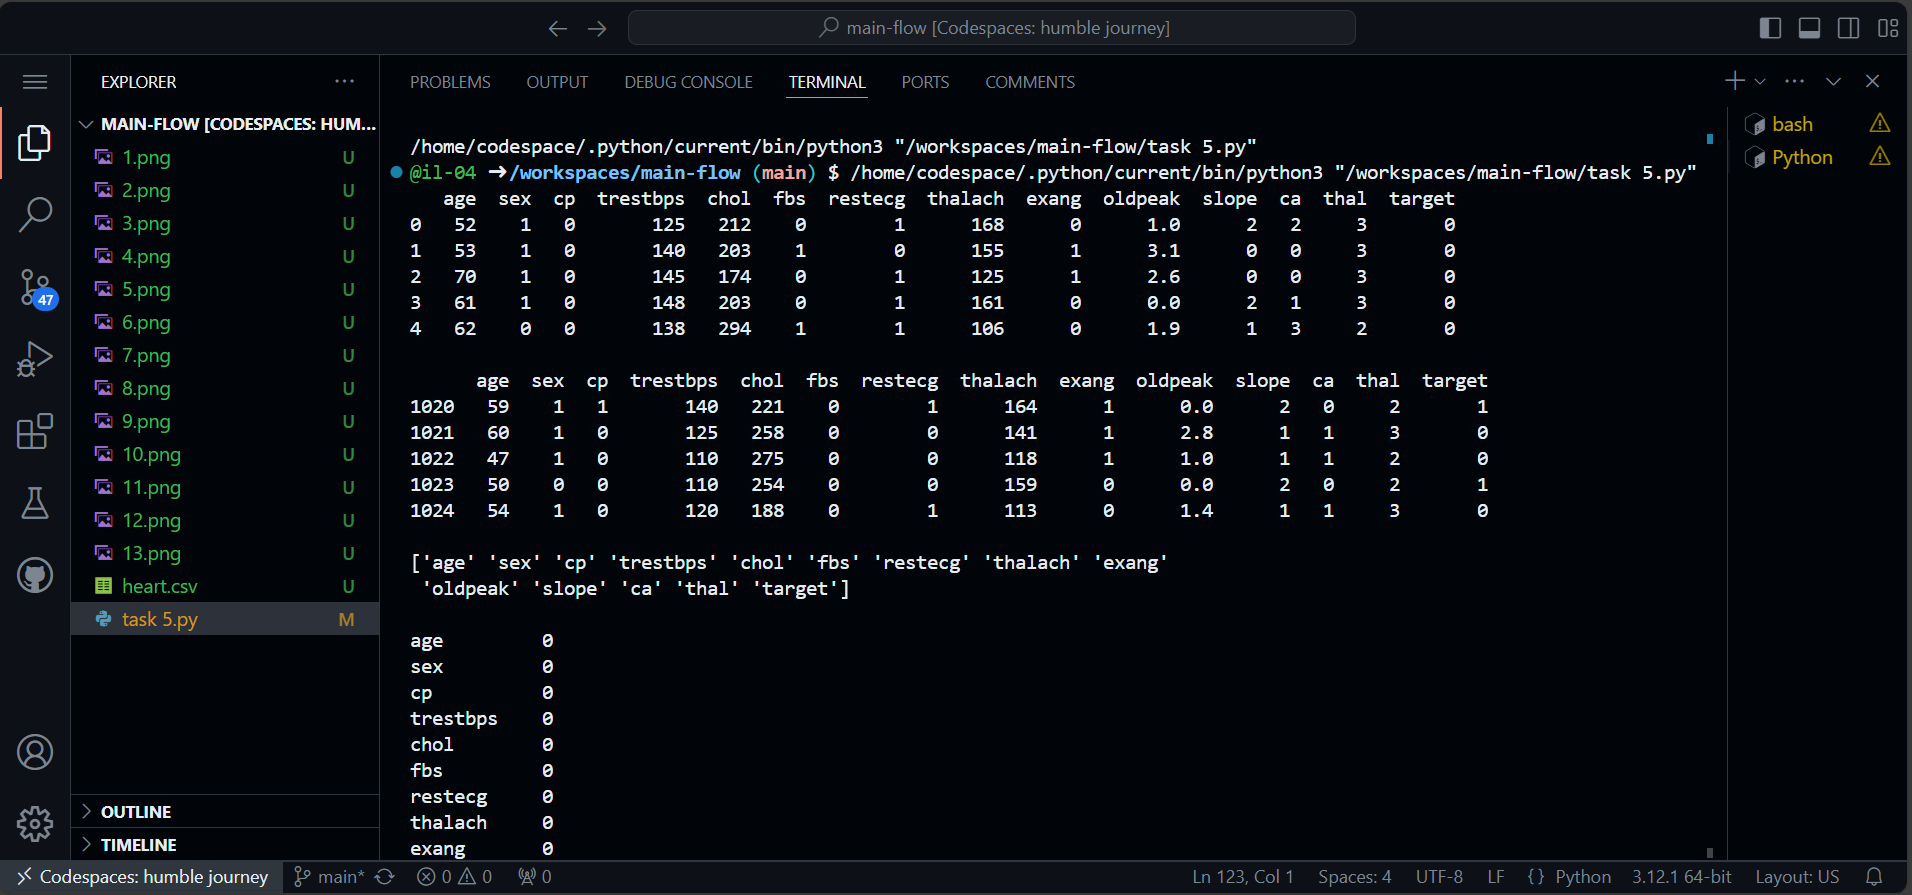 main-flow [Codespaces: humble journey]
EXPLORER
MAIN-FLOW [CODESPACES: HUM...
1.png U
2.png U
3.png U
4.png U
5.png U
6.png U
7.png U
8.png U
9.png U
10.png U
11.png U
12.png U
13.png U
heart.csv U
task 5.py M
OUTLINE
TIMELINE
47
PROBLEMS OUTPUT DEBUG CONSOLE TERMINAL PORTS COMMENTS
/home/codespace/.python/current/bin/python3 "/workspaces/main-flow/task 5.py"
@il-04 ➜/workspaces/main-flow (main) $ /home/codespace/.python/current/bin/python3 "/workspaces/main-flow/task 5.py"
age sex cp trestbps chol fbs restecg thalach exang oldpeak slope ca thal target
0 52 1 0 125 212 0 1 168 0 1.0 2 2 3 0
1 53 1 0 140 203 1 0 155 1 3.1 0 0 3 0
2 70 1 0 145 174 0 1 125 1 2.6 0 0 3 0
3 61 1 0 148 203 0 1 161 0 0.0 2 1 3 0
4 62 0 0 138 294 1 1 106 0 1.9 1 3 2 0
age sex cp trestbps chol fbs restecg thalach exang oldpeak slope ca thal target
1020 59 1 1 140 221 0 1 164 1 0.0 2 0 2 1
1021 60 1 0 125 258 0 0 141 1 2.8 1 1 3 0
1022 47 1 0 110 275 0 0 118 1 1.0 1 1 2 0
1023 50 0 0 110 254 0 0 159 0 0.0 2 0 2 1
1024 54 1 0 120 188 0 1 113 0 1.4 1 1 3 0
['age' 'sex' 'cp' 'trestbps' 'chol' 'fbs' 'restecg' 'thalach' 'exang'
'oldpeak' 'slope' 'ca' 'thal' 'target']
age 0
sex 0
cp 0
trestbps 0
chol 0
fbs 0
restecg 0
thalach 0
exang 0
bash
Python
Codespaces: humble journey main* 0 0 0 Ln 123, Col 1 Spaces: 4 UTF-8 LF {} Python 3.12.1 64-bit Layout: US